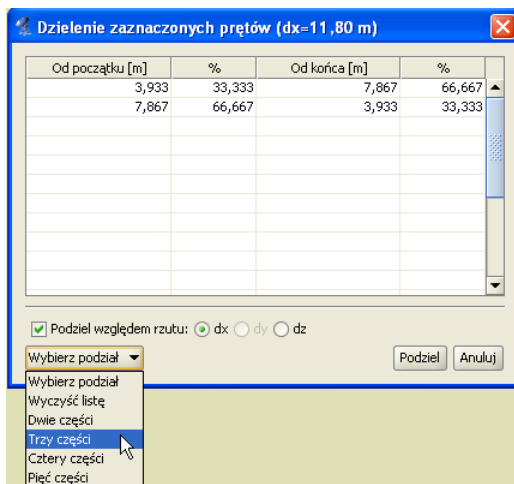 Dzielenie zaznaczonych prętów (dx=11,80 m)
Od początku [m] % Od końca [m] %
3,933 33,333 7,867 66,667
7,867 66,667 3,933 33,333
Podziel względem rzutu: dx dy dz
Wybierz podział Podziel Anuluj
Wybierz podział
Wyczyść listę
Dwie części
Trzy części
Cztery części
Pięć części